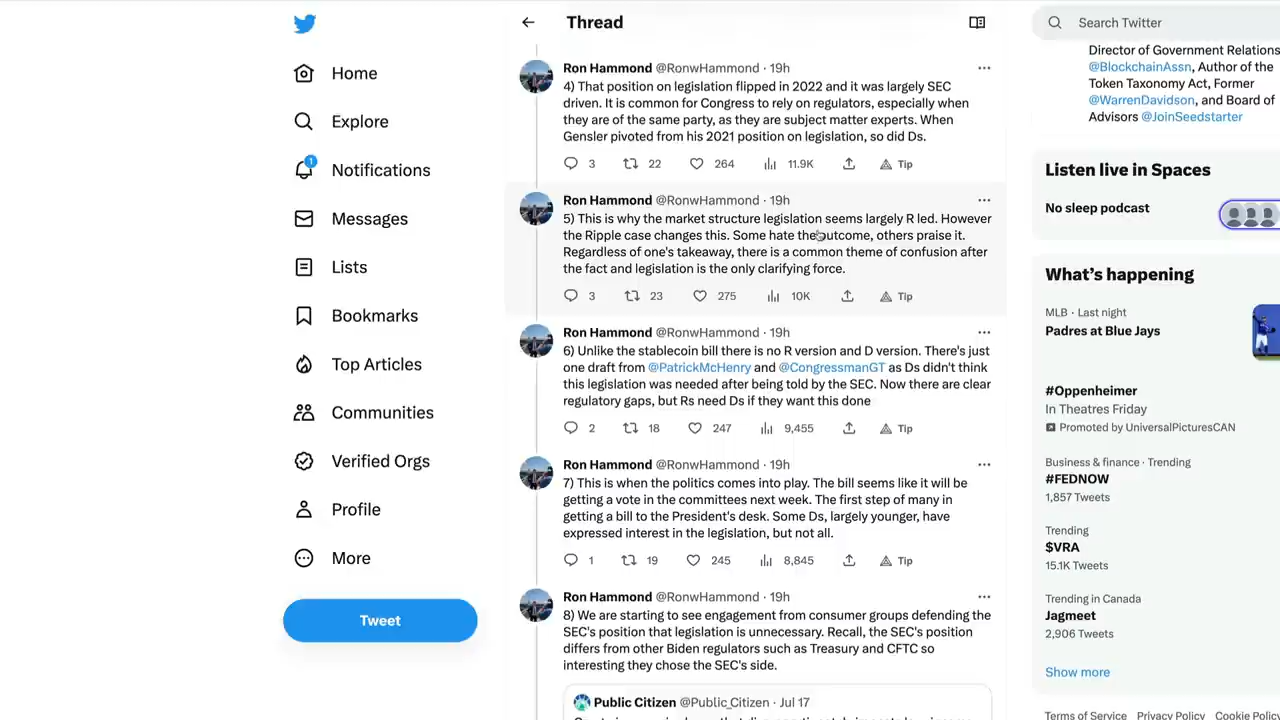 Home
Explore
1
Notifications
Messages
Lists
Bookmarks
Top Articles
Communities
Verified Orgs
Profile
More
Tweet
Thread
Ron Hammond @RonwHammond · 19h
4) That position on legislation flipped in 2022 and it was largely SEC
driven. It is common for Congress to rely on regulators, especially when
they are of the same party, as they are subject matter experts. When
Gensler pivoted from his 2021 position on legislation, so did Ds.
3 22 264 11.9K Tip
Ron Hammond @RonwHammond · 19h
5) This is why the market structure legislation seems largely R led. However
the Ripple case changes this. Some hate the outcome, others praise it.
Regardless of one's takeaway, there is a common theme of confusion after
the fact and legislation is the only clarifying force.
3 23 275 10K Tip
Ron Hammond @RonwHammond · 19h
6) Unlike the stablecoin bill there is no R version and D version. There's just
one draft from @PatrickMcHenry and @CongressmanGT as Ds didn't think
this legislation was needed after being told by the SEC. Now there are clear
regulatory gaps, but Rs need Ds if they want this done
2 18 247 9,455 Tip
Ron Hammond @RonwHammond · 19h
7) This is when the politics comes into play. The bill seems like it will be
getting a vote in the committees next week. The first step of many in
getting a bill to the President's desk. Some Ds, largely younger, have
expressed interest in the legislation, but not all.
1 19 245 8,845 Tip
Ron Hammond @RonwHammond · 19h
8) We are starting to see engagement from consumer groups defending the
SEC's position that legislation is unnecessary. Recall, the SEC's position
differs from other Biden regulators such as Treasury and CFTC so
interesting they chose the SEC's side.
Public Citizen @Public_Citizen · Jul 17
Search Twitter
Director of Government Relations
@BlockchainAssn, Author of the
Token Taxonomy Act, Former
@WarrenDavidson, and Board of
Advisors @JoinSeedstarter
Listen live in Spaces
No sleep podcast
What's happening
MLB · Last night
Padres at Blue Jays
#Oppenheimer
In Theatres Friday
Promoted by UniversalPicturesCAN
Business & finance · Trending
#FEDNOW
1,857 Tweets
Trending
$VRA
15.1K Tweets
Trending in Canada
Jagmeet
2,906 Tweets
Show more
Terms of Service Privacy Policy Cookie Policy